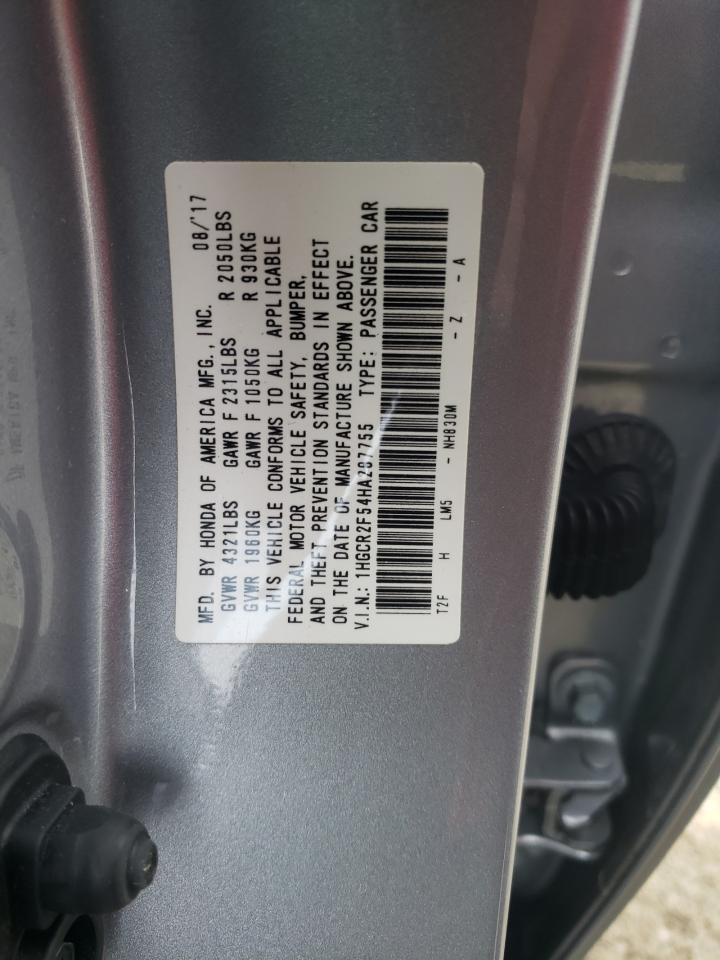 MFD. BY HONDA OF AMERICA MFG., INC. 08/'17
GVWR 4321LBS GAWR F 2315LBS R 2050LBS
GVWR 1960KG GAWR F 1050KG R 930KG
THIS VEHICLE CONFORMS TO ALL APPLICABLE
FEDERAL MOTOR VEHICLE SAFETY, BUMPER,
AND THEFT PREVENTION STANDARDS IN EFFECT
ON THE DATE OF MANUFACTURE SHOWN ABOVE.
V.I.N.: 1HGCR2F54HA287755 TYPE: PASSENGER CAR
T2F H LM5 - NH830M - Z - A